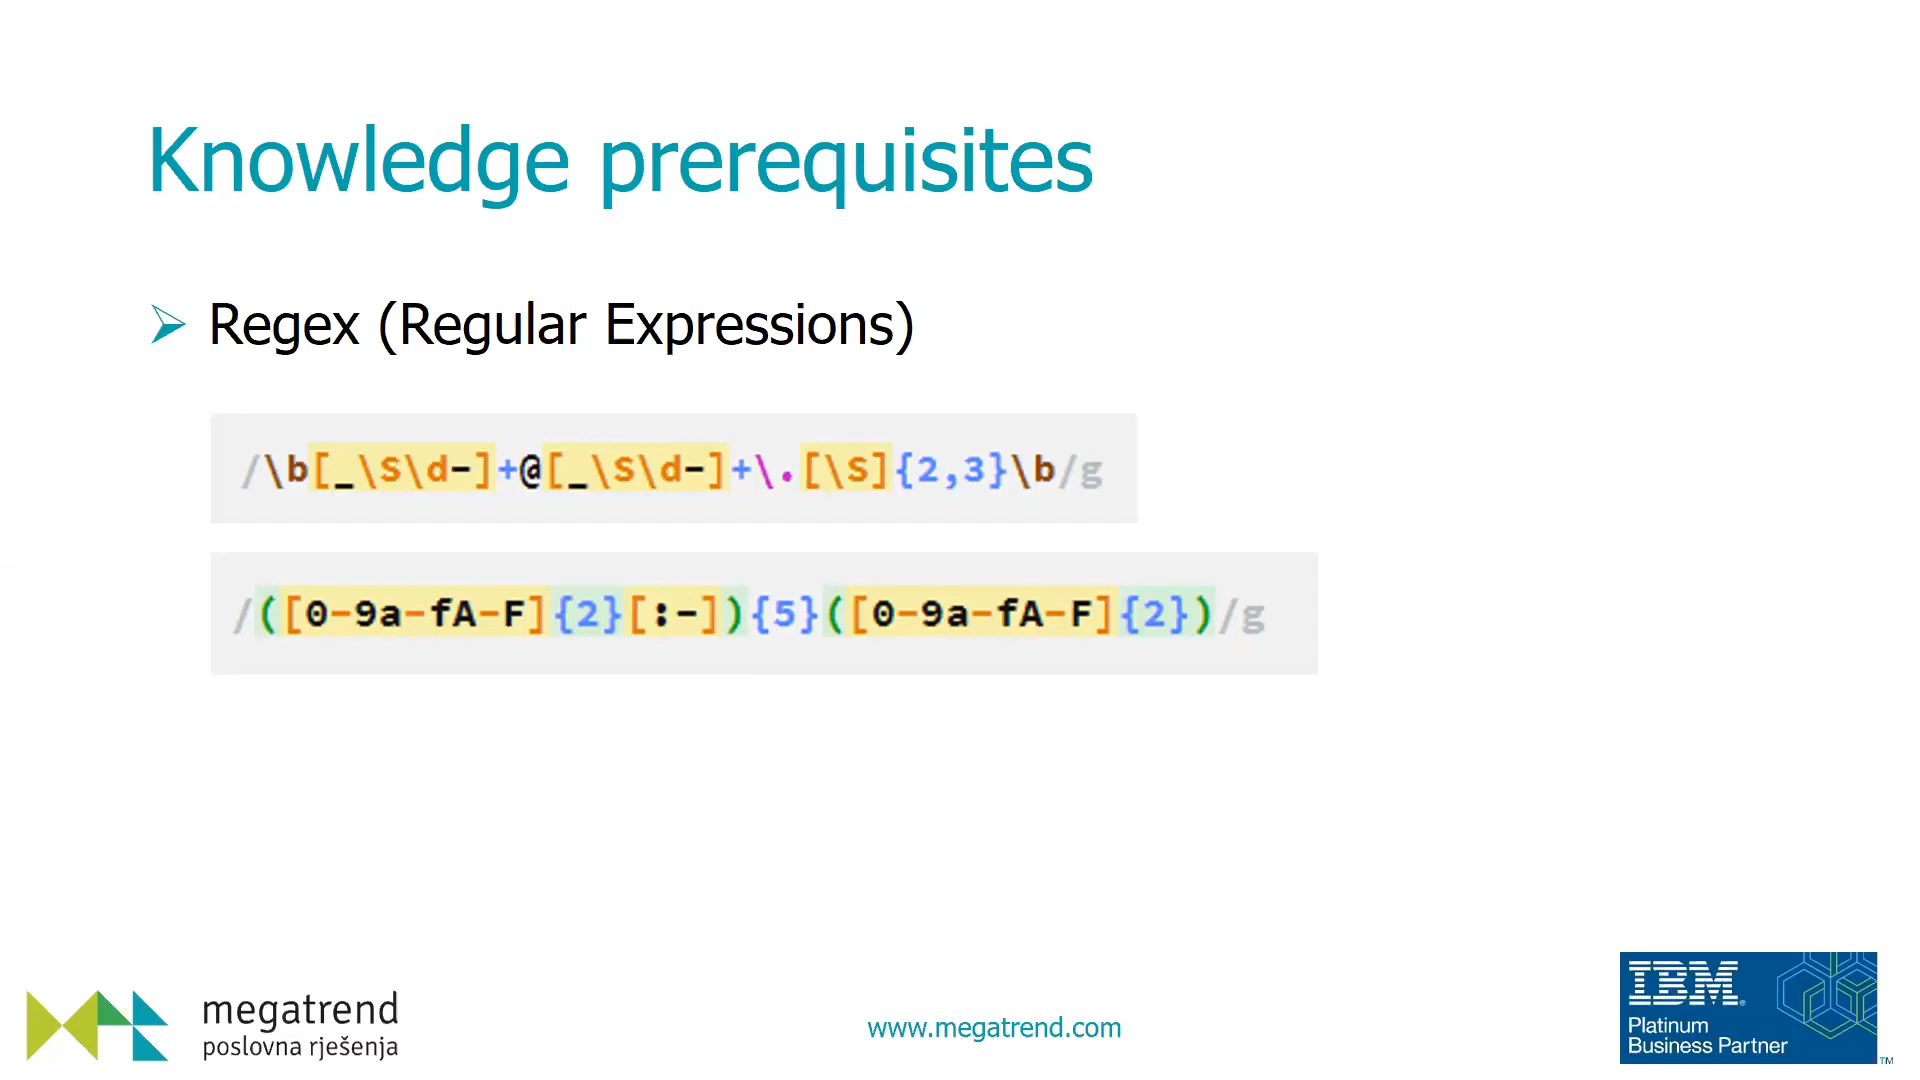 Knowledge prerequisites
Regex (Regular Expressions)
/\b[_\S\d-]+@[_\S\d-]+\.[\S]{2,3}\b/g
/([0-9a-fA-F]{2}[:-]){5}([0-9a-fA-F]{2})/g
megatrend
poslovna rješenja
www.megatrend.com
IBM®
Platinum
Business Partner
™